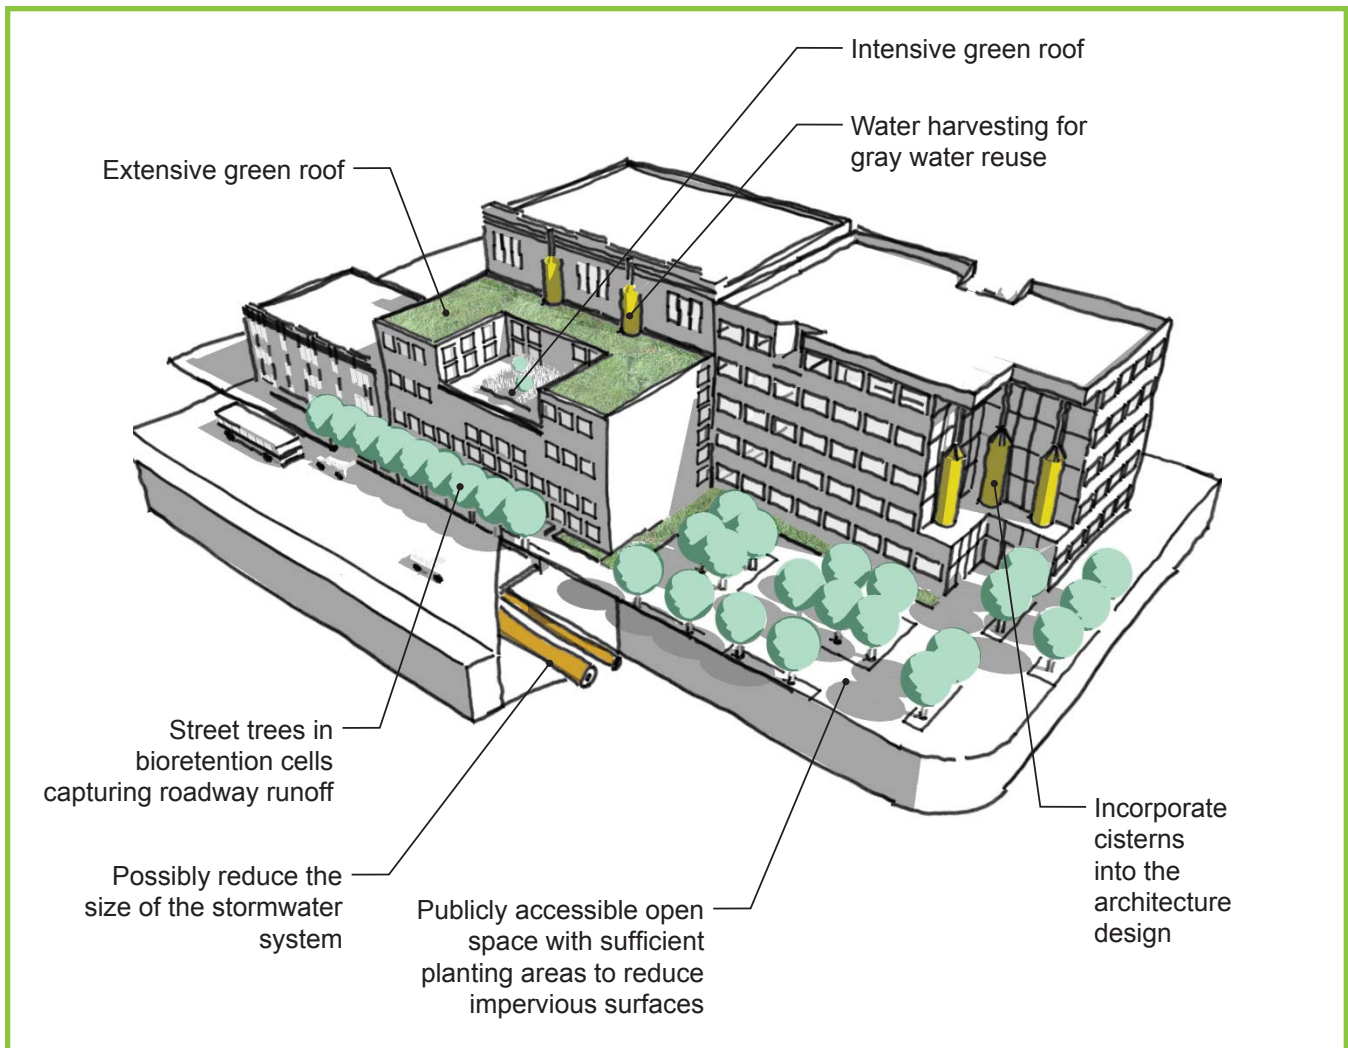 Intensive green roof
Water harvesting for
gray water reuse
Extensive green roof
Street trees in
bioretention cells
capturing roadway runoff
Possibly reduce the
size of the stormwater
system
Publicly accessible open
space with sufficient
planting areas to reduce
impervious surfaces
Incorporate
cisterns
into the
architecture
design